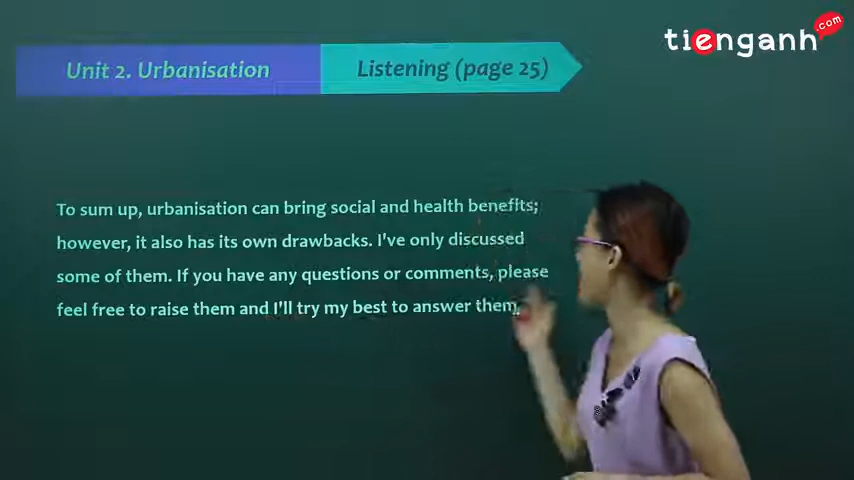 tienganh.com
Unit 2. Urbanisation
Listening (page 25)
To sum up, urbanisation can bring social and health benefits;
however, it also has its own drawbacks. I've only discussed
some of them. If you have any questions or comments, please
feel free to raise them and I'll try my best to answer them.